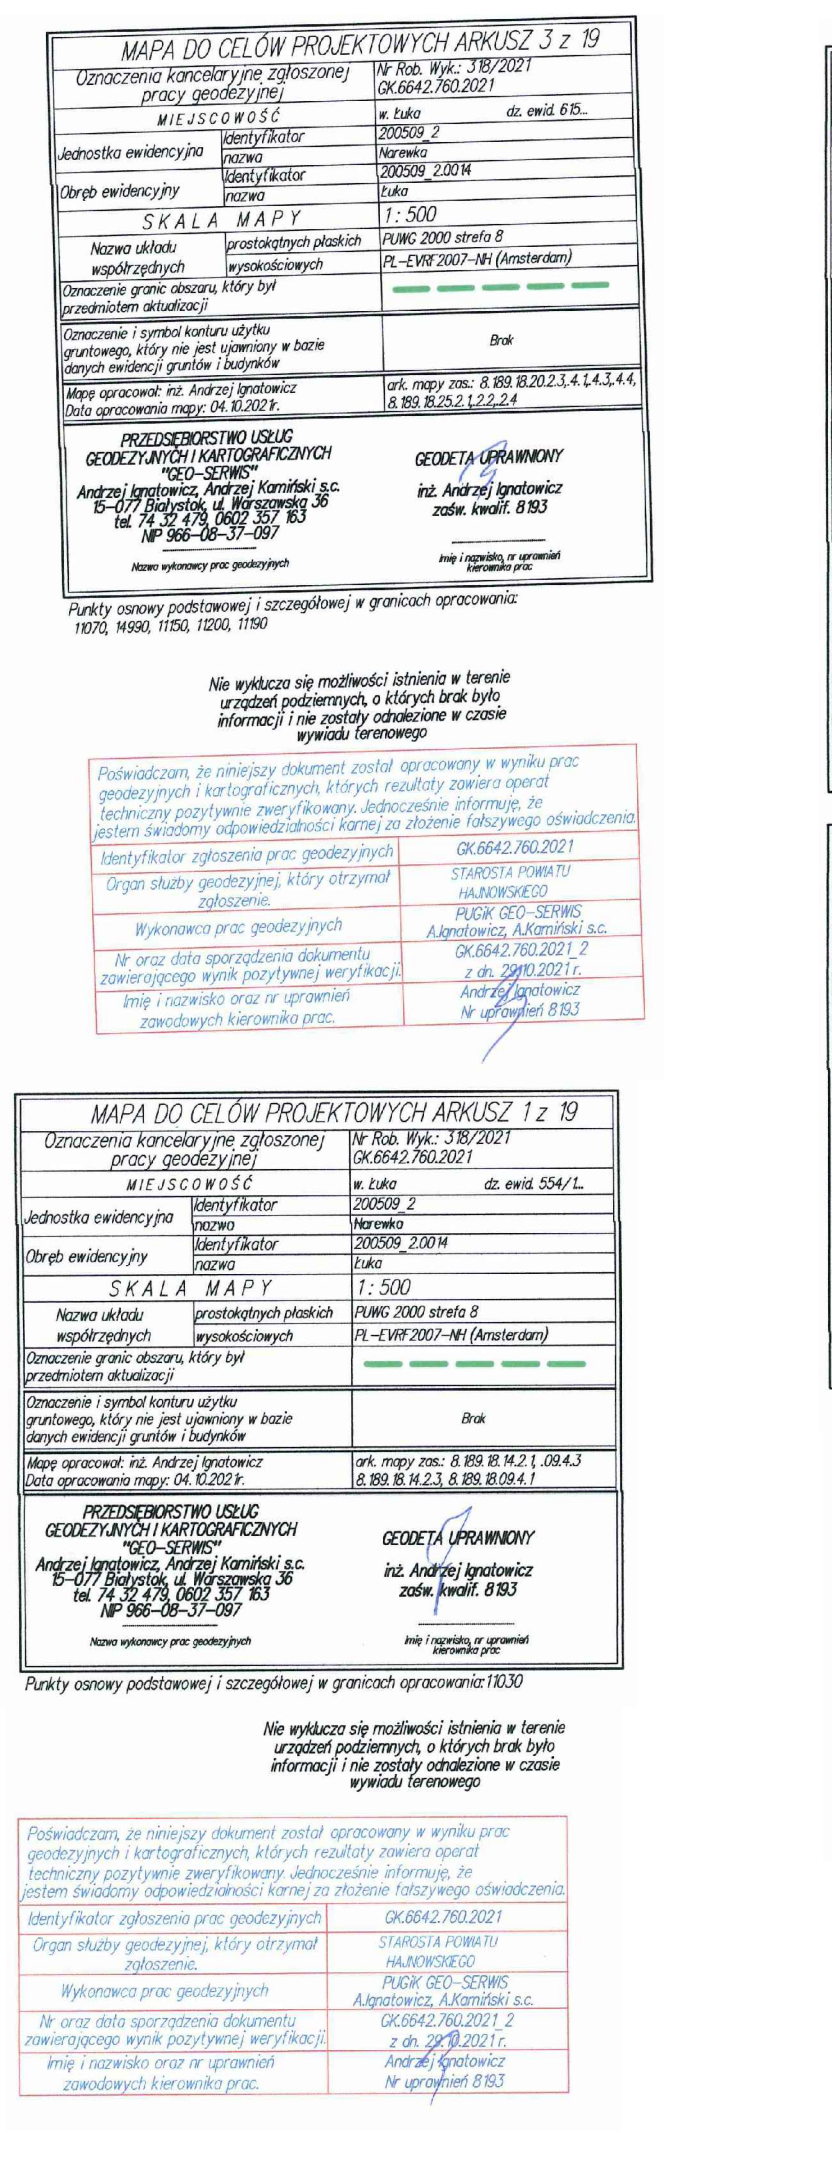 MAPA DO CELÓW PROJEKTOWYCH ARKUSZ 3 z 19
Oznaczenia kancelaryjne zgłoszonej pracy geodezyjnej
Nr Rob. Wyk.: 318/2021
GK.6642.760.2021
MIEJSCOWOŚĆ
w. Łuka dz. ewid. 615...
Jednostka ewidencyjna
Identyfikator 200509_2
nazwa Narewka
Obręb ewidencyjny
Identyfikator 200509_2.0014
nazwa Łuka
SKALA MAPY 1: 500
Nazwa układu współrzędnych
prostokątnych płaskich PUWG 2000 strefa 8
wysokościowych PL-EVRF2007-NH (Amsterdam)
Oznaczenie granic obszaru, który był
przedmiotem aktualizacji
Oznaczenie i symbol konturu użytku
gruntowego, który nie jest ujawniony w bazie
danych ewidencji gruntów i budynków
Brak
Mapę opracował: inż. Andrzej Ignatowicz
Data opracowania mapy: 04.10.2021r.
ark. mapy zas.: 8.189.18.20.2.3,.4.1,.4.3,.4.4,
8.189.18.25.2.1,.2.2,.2.4
PRZEDSIĘBIORSTWO USŁUG
GEODEZYJNYCH I KARTOGRAFICZNYCH
"GEO-SERWIS"
Andrzej Ignatowicz, Andrzej Kamiński s.c.
15-077 Białystok, ul. Warszawska 36
tel. 74 32 479, 0602 357 163
NIP 966-08-37-097
Nazwa wykonawcy prac geodezyjnych
GEODETA UPRAWNIONY
inż. Andrzej Ignatowicz
zaśw. kwalif. 8193
Imię i nazwisko, nr uprawnień
kierownika prac
Punkty osnowy podstawowej i szczegółowej w granicach opracowania:
11070, 14990, 11150, 11200, 11190
Nie wyklucza się możliwości istnienia w terenie
urządzeń podziemnych, o których brak było
informacji i nie zostały odnalezione w czasie
wywiadu terenowego
Poświadczam, że niniejszy dokument został opracowany w wyniku prac
geodezyjnych i kartograficznych, których rezultaty zawiera operat
techniczny pozytywnie zweryfikowany. Jednocześnie informuję, że
jestem świadomy odpowiedzialności karnej za złożenie fałszywego oświadczenia.
Identyfikator zgłoszenia prac geodezyjnych
GK.6642.760.2021
Organ służby geodezyjnej, który otrzymał
zgłoszenie.
STAROSTA POWIATU
HAJNOWSKIEGO
Wykonawca prac geodezyjnych
PUGiK GEO-SERWIS
A.Ignatowicz, A.Kamiński s.c.
Nr oraz data sporządzenia dokumentu
zawierającego wynik pozytywnej weryfikacji.
GK.6642.760.2021_2
z dn. 29.10.2021 r.
Imię i nazwisko oraz nr uprawnień
zawodowych kierownika prac.
Andrzej Ignatowicz
Nr uprawnień 8193
MAPA DO CELÓW PROJEKTOWYCH ARKUSZ 1 z 19
Oznaczenia kancelaryjne zgłoszonej pracy geodezyjnej
Nr Rob. Wyk.: 318/2021
GK.6642.760.2021
MIEJSCOWOŚĆ
w. Łuka dz. ewid. 554/1...
Jednostka ewidencyjna
Identyfikator 200509_2
nazwa Narewka
Obręb ewidencyjny
Identyfikator 200509_2.0014
nazwa Łuka
SKALA MAPY 1: 500
Nazwa układu współrzędnych
prostokątnych płaskich PUWG 2000 strefa 8
wysokościowych PL-EVRF2007-NH (Amsterdam)
Oznaczenie granic obszaru, który był
przedmiotem aktualizacji
Oznaczenie i symbol konturu użytku
gruntowego, który nie jest ujawniony w bazie
danych ewidencji gruntów i budynków
Brak
Mapę opracował: inż. Andrzej Ignatowicz
Data opracowania mapy: 04.10.2021r.
ark. mapy zas.: 8.189.18.14.2.1, .09.4.3
8.189.18.14.2.3, 8.189.18.09.4.1
PRZEDSIĘBIORSTWO USŁUG
GEODEZYJNYCH I KARTOGRAFICZNYCH
"GEO-SERWIS"
Andrzej Ignatowicz, Andrzej Kamiński s.c.
15-077 Białystok, ul. Warszawska 36
tel. 74 32 479, 0602 357 163
NIP 966-08-37-097
Nazwa wykonawcy prac geodezyjnych
GEODETA UPRAWNIONY
inż. Andrzej Ignatowicz
zaśw. kwalif. 8193
Imię i nazwisko, nr uprawnień
kierownika prac
Punkty osnowy podstawowej i szczegółowej w granicach opracowania:11030
Nie wyklucza się możliwości istnienia w terenie
urządzeń podziemnych, o których brak było
informacji i nie zostały odnalezione w czasie
wywiadu terenowego
Poświadczam, że niniejszy dokument został opracowany w wyniku prac
geodezyjnych i kartograficznych, których rezultaty zawiera operat
techniczny pozytywnie zweryfikowany. Jednocześnie informuję, że
jestem świadomy odpowiedzialności karnej za złożenie fałszywego oświadczenia.
Identyfikator zgłoszenia prac geodezyjnych
GK.6642.760.2021
Organ służby geodezyjnej, który otrzymał
zgłoszenie.
STAROSTA POWIATU
HAJNOWSKIEGO
Wykonawca prac geodezyjnych
PUGiK GEO-SERWIS
A.Ignatowicz, A.Kamiński s.c.
Nr oraz data sporządzenia dokumentu
zawierającego wynik pozytywnej weryfikacji.
GK.6642.760.2021_2
z dn. 29.10.2021 r.
Imię i nazwisko oraz nr uprawnień
zawodowych kierownika prac.
Andrzej Ignatowicz
Nr uprawnień 8193